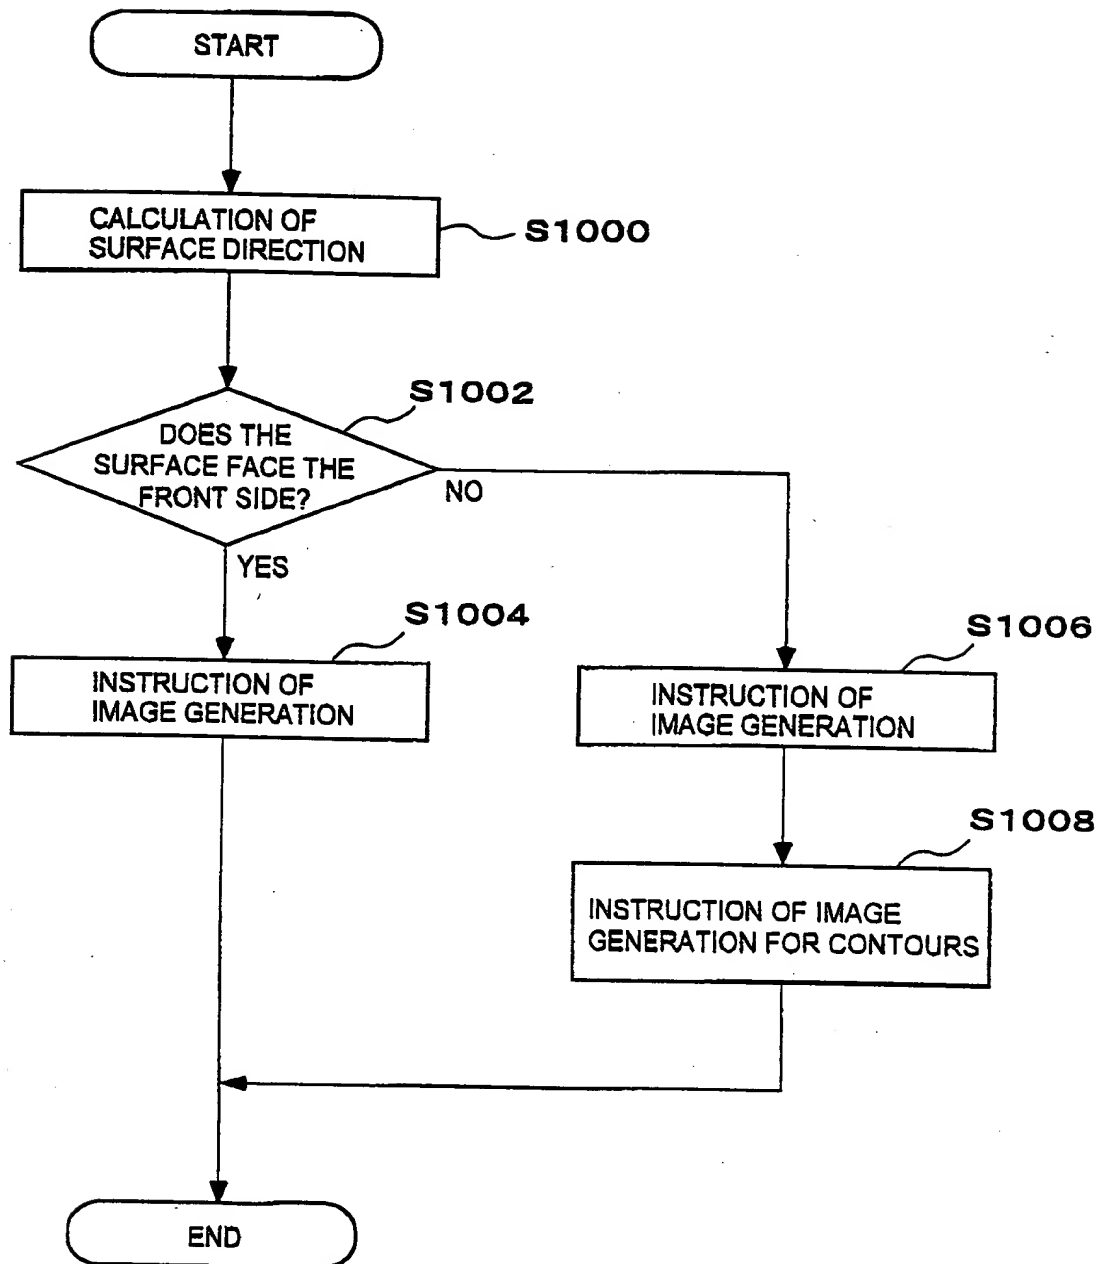 START
CALCULATION OF
SURFACE DIRECTION
S1000
S1002
DOES THE
SURFACE FACE THE
FRONT SIDE?
NO
YES
S1004
INSTRUCTION OF
IMAGE GENERATION
S1006
INSTRUCTION OF
IMAGE GENERATION
S1008
INSTRUCTION OF IMAGE
GENERATION FOR CONTOURS
END